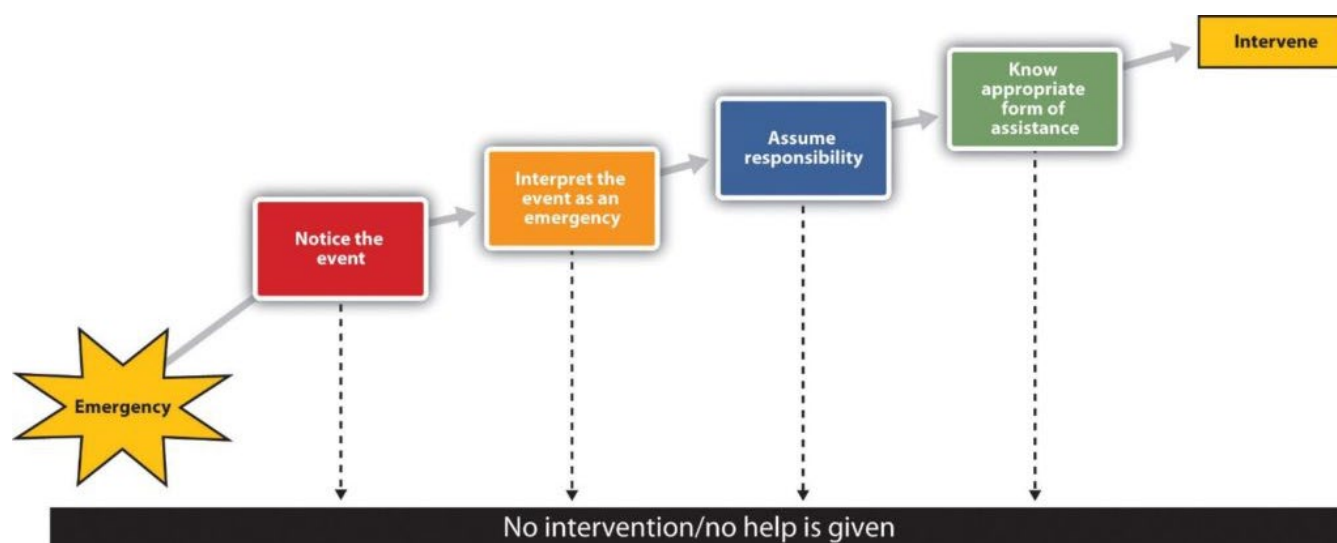 Emergency
Notice the
event
Interpret the
event as an
emergency
Assume
responsibility
Know
appropriate
form of
assistance
Intervene
No intervention/no help is given